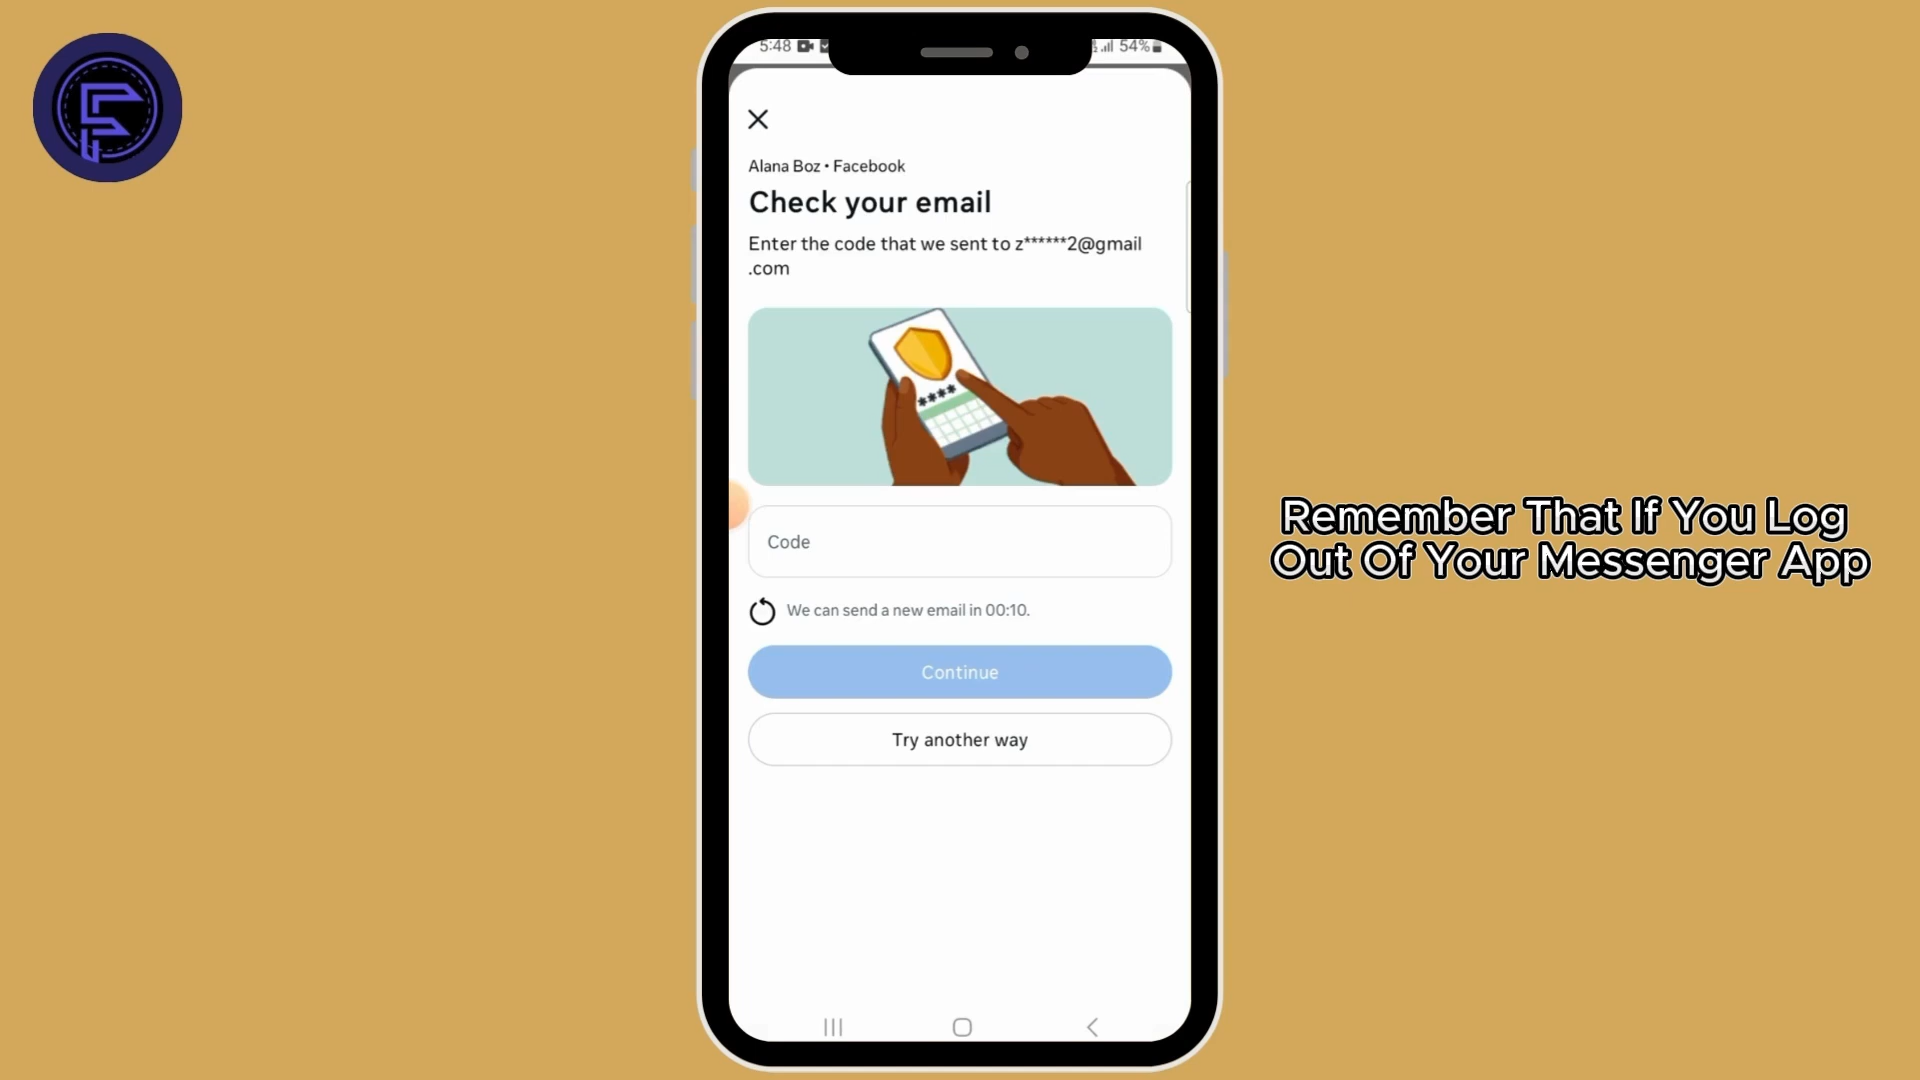 5:48
54%
Alana Boz • Facebook
Check your email
Enter the code that we sent to z******2@gmail
.com
****
Code
We can send a new email in 00:10.
Continue
Try another way
Remember That If You Log
Out Of Your Messenger App